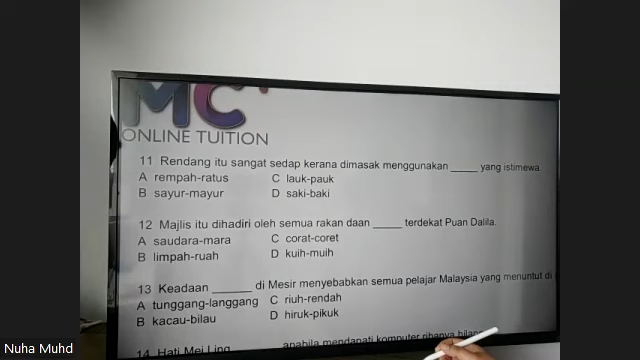 MC
ONLINE TUITION
11 Rendang itu sangat sedap kerana dimasak menggunakan _____ yang istimewa.
A rempah-ratus C lauk-pauk
B sayur-mayur D saki-baki
12 Majlis itu dihadiri oleh semua rakan daan _____ terdekat Puan Dalila.
A saudara-mara C corat-coret
B limpah-ruah D kuih-muih
13 Keadaan _______ di Mesir menyebabkan semua pelajar Malaysia yang menuntut di
A tunggang-langgang C riuh-rendah
B kacau-bilau D hiruk-pikuk
14 Hati Mei Ling _______ apabila mendapati komputer ribanya
Nuha Muhd